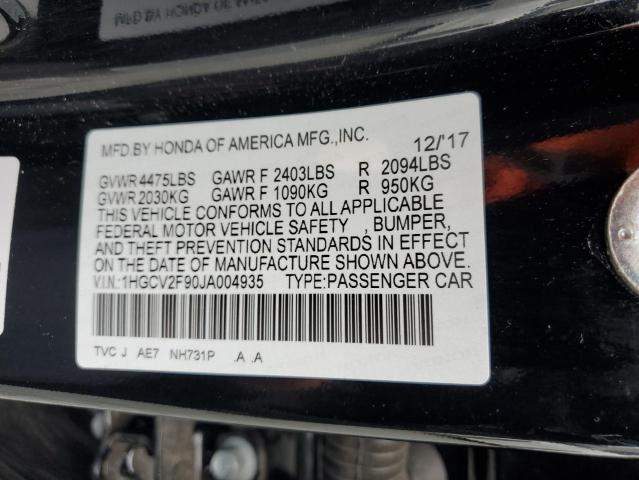 MFD.BY HONDA OF AMERICA MFG.,INC. 12/'17
GVWR 4475LBS GAWR F 2403LBS R 2094LBS
GVWR 2030KG GAWR F 1090KG R 950KG
THIS VEHICLE CONFORMS TO ALL APPLICABLE
FEDERAL MOTOR VEHICLE SAFETY , BUMPER,
AND THEFT PREVENTION STANDARDS IN EFFECT
ON THE DATE OF MANUFACTURE SHOWN ABOVE.
V.I.N.:1HGCV2F90JA004935 TYPE:PASSENGER CAR
TVC J AE7 NH731P .A .A